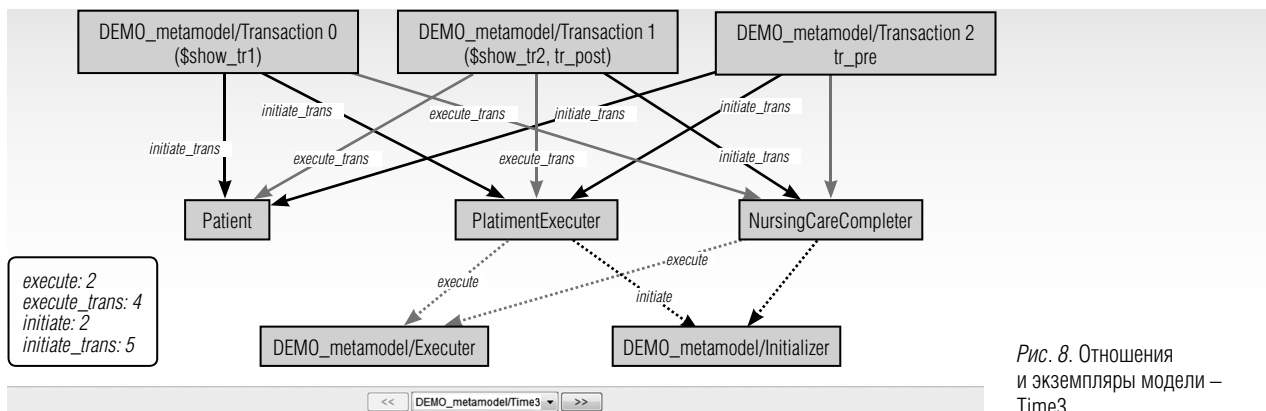 DEMO_metamodel/Transaction 0
($show_tr1)
DEMO_metamodel/Transaction 1
($show_tr2, tr_post)
DEMO_metamodel/Transaction 2
tr_pre
initiate_trans
execute_trans
initiate_trans
initiate_trans
execute_trans
execute_trans
initiate_trans
Patient
PlatimentExecuter
NursingCareCompleter
execute
execute
initiate
execute: 2
execute_trans: 4
initiate: 2
initiate_trans: 5
DEMO_metamodel/Executer
DEMO_metamodel/Initializer
<<
DEMO_metamodel/Time3
>>
Рис. 8. Отношения
и экземпляры модели –
Time3